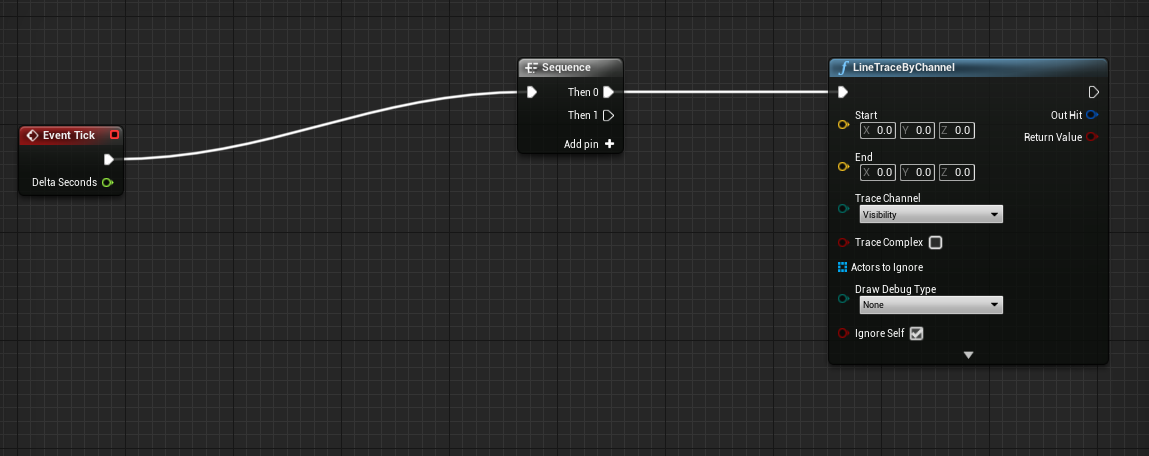 Event Tick
Delta Seconds
Sequence
Then 0
Then 1
Add pin
LineTraceByChannel
Start
X 0.0 Y 0.0 Z 0.0
End
X 0.0 Y 0.0 Z 0.0
Trace Channel
Visibility
Trace Complex
Actors to Ignore
Draw Debug Type
None
Ignore Self
Out Hit
Return Value